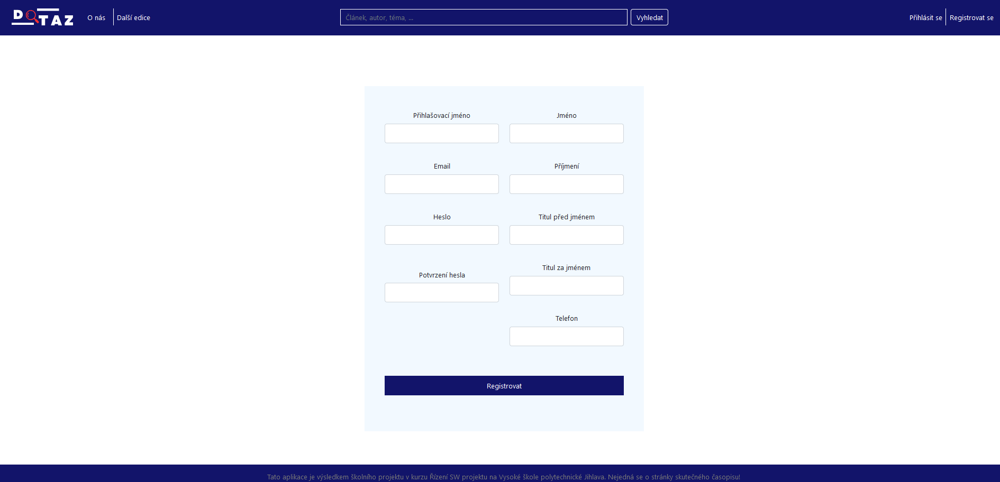 DOTAZ
O nás
Další edice
Článek, autor, téma, ...
Vyhledat
Přihlásit se
Registrovat se
Přihlašovací jméno
Jméno
Email
Příjmení
Heslo
Titul před jménem
Titul za jménem
Potvrzení hesla
Telefon
Registrovat
Tato aplikace je výsledkem školního projektu v kurzu Řízení SW projektu na Vysoké škole polytechnické Jihlava. Nejedná se o stránky skutečného časopisu!